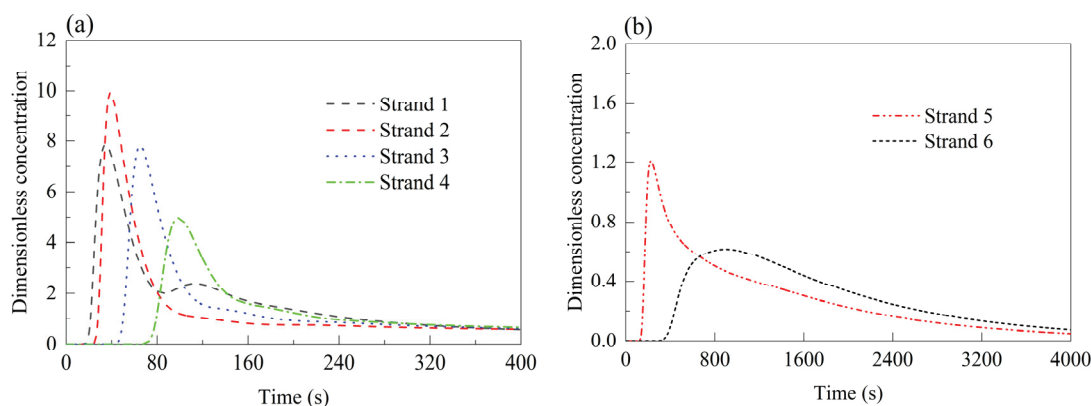 (a)
12
10
8
6
4
2
0
Dimensionless concentration
Strand 1
Strand 2
Strand 3
Strand 4
0 80 160 240 320 400
Time (s)
(b)
2.0
1.6
1.2
0.8
0.4
0.0
Dimensionless concentration
Strand 5
Strand 6
0 800 1600 2400 3200 4000
Time (s)